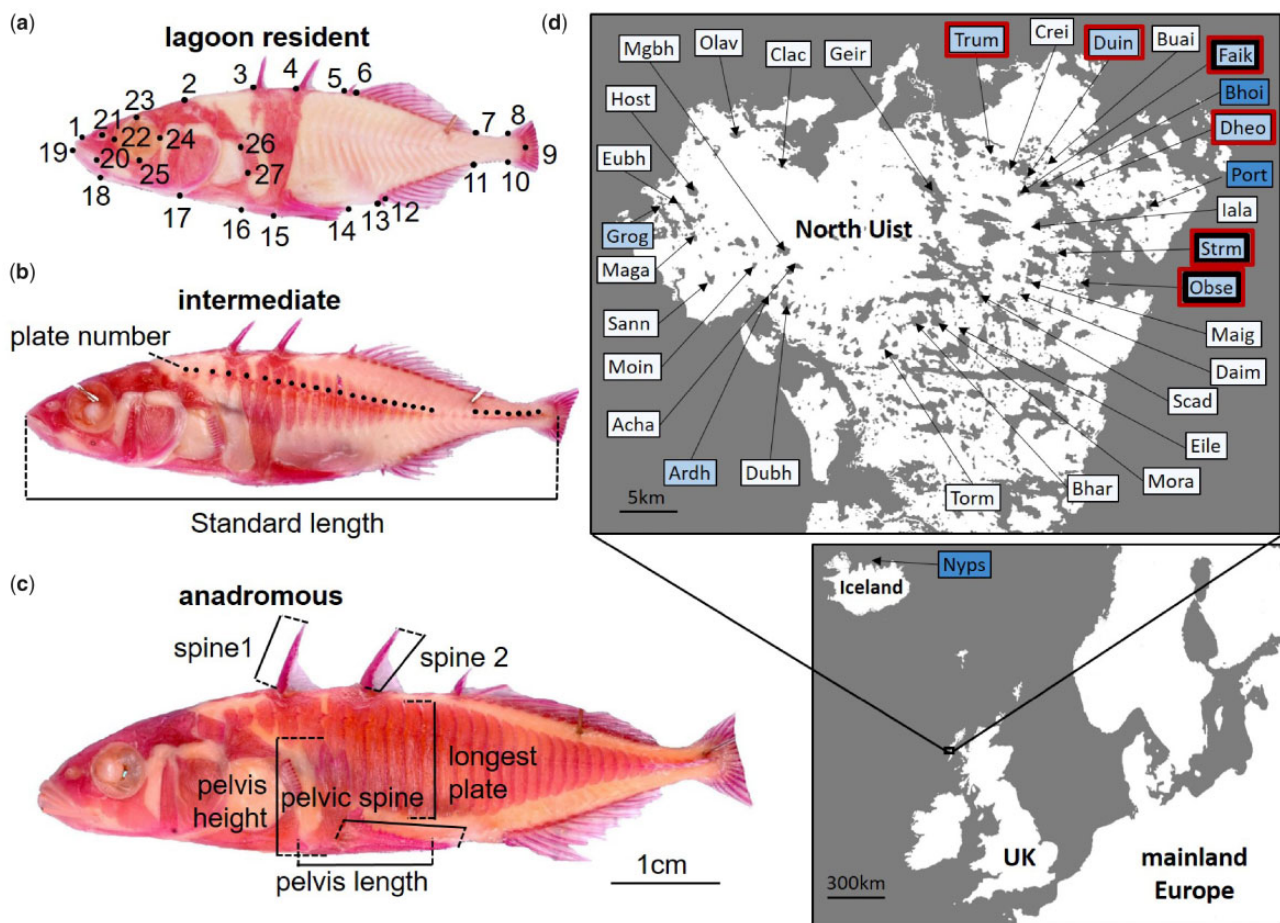 (a)
lagoon resident
1
2
3
4
5
6
7
8
9
10
11
12
13
14
15
16
17
18
19
20
21
22
23
24
25
26
27
(b)
intermediate
plate number
Standard length
(c)
anadromous
spine1
spine 2
pelvis
height
pelvic spine
longest
plate
pelvis length
1cm
(d)
Mgbh
Olav
Clac
Geir
Trum
Crei
Duin
Buai
Faik
Bhoi
Dheo
Port
Iala
Strm
Obse
Maig
Daim
Scad
Eile
Mora
Bhar
Torm
Dubh
Ardh
Acha
Moin
Sann
Maga
Grog
Eubh
Host
North Uist
5km
Nyps
Iceland
UK
mainland
Europe
300km